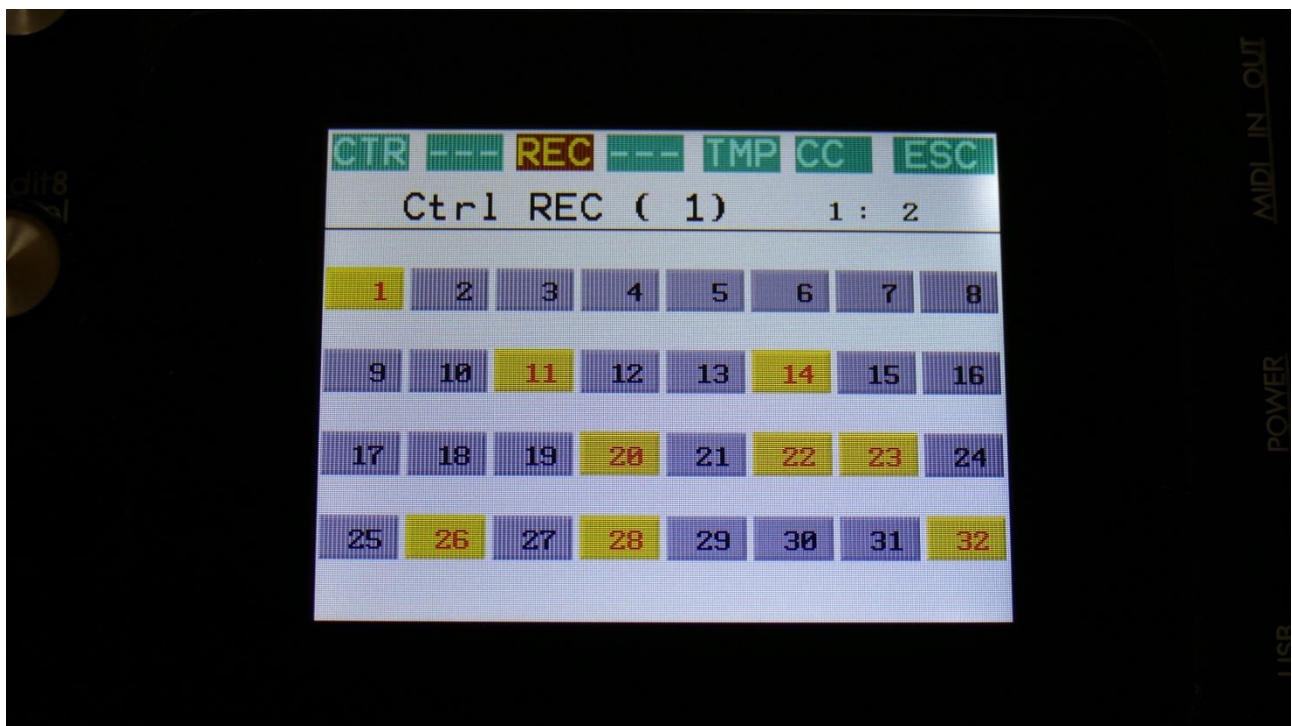 CTR --- REC --- TMP CC ESC
Ctrl REC ( 1) 1 : 2
1 2 3 4 5 6 7 8
9 10 11 12 13 14 15 16
17 18 19 20 21 22 23 24
25 26 27 28 29 30 31 32
MIDI IN OUT
POWER
USB